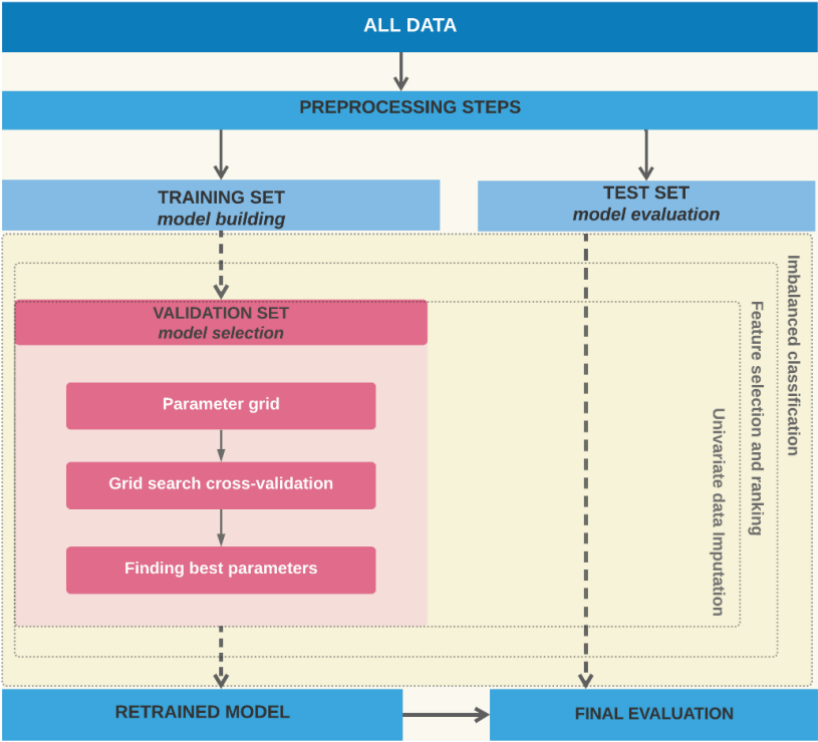 ALL DATA
PREPROCESSING STEPS
TRAINING SET
model building
TEST SET
model evaluation
VALIDATION SET
model selection
Parameter grid
Grid search cross-validation
Finding best parameters
Univariate data Imputation
Feature selection and ranking
Imbalanced classification
RETRAINED MODEL
FINAL EVALUATION